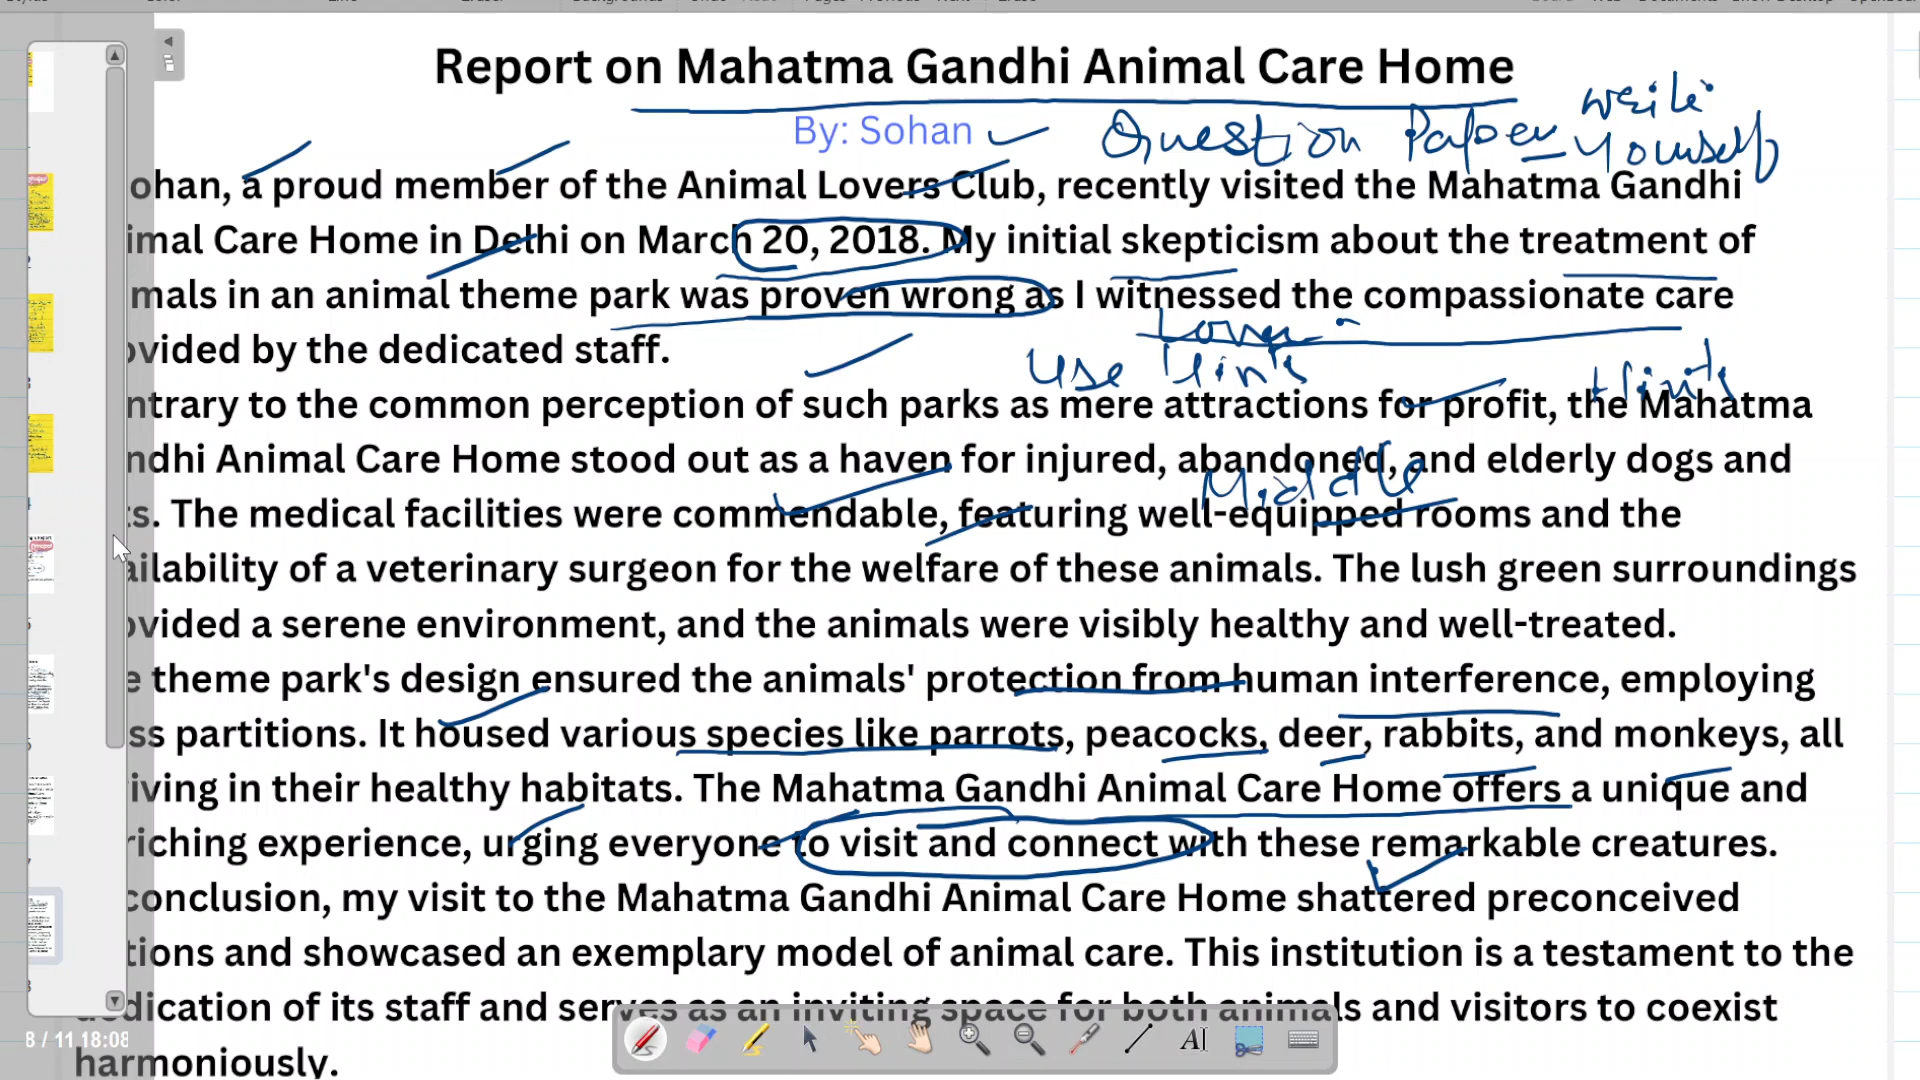 Report on Mahatma Gandhi Animal Care Home
write
By: Sohan Question Paper yourself
ohan, a proud member of the Animal Lovers Club, recently visited the Mahatma Gandhi
imal Care Home in Delhi on March 20, 2018. My initial skepticism about the treatment of
mals in an animal theme park was proven wrong as I witnessed the compassionate care
ovided by the dedicated staff.
use Hints Hints
ntrary to the common perception of such parks as mere attractions for profit, the Mahatma
ndhi Animal Care Home stood out as a haven for injured, abandoned, and elderly dogs and
Middle
ts. The medical facilities were commendable, featuring well-equipped rooms and the
ailability of a veterinary surgeon for the welfare of these animals. The lush green surroundings
ovided a serene environment, and the animals were visibly healthy and well-treated.
e theme park's design ensured the animals' protection from human interference, employing
ss partitions. It housed various species like parrots, peacocks, deer, rabbits, and monkeys, all
riving in their healthy habitats. The Mahatma Gandhi Animal Care Home offers a unique and
riching experience, urging everyone to visit and connect with these remarkable creatures.
conclusion, my visit to the Mahatma Gandhi Animal Care Home shattered preconceived
tions and showcased an exemplary model of animal care. This institution is a testament to the
dication of its staff and serves as an inviting space for both animals and visitors to coexist
8 / 11 18:08
harmoniously.